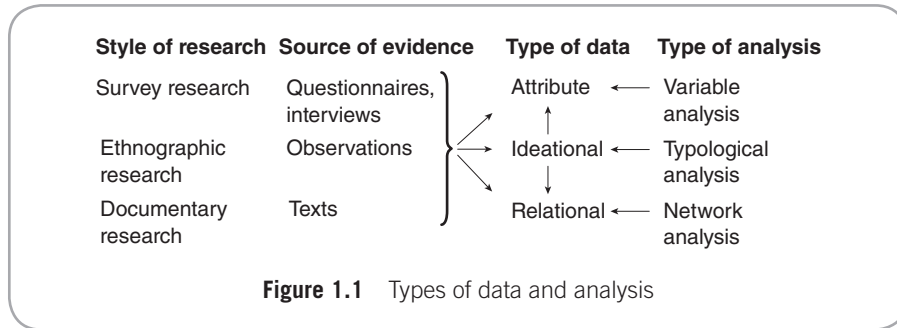 Style of research Source of evidence Type of data Type of analysis
Survey research Questionnaires, Attribute Variable
interviews analysis
Ethnographic Observations Ideational Typological
research analysis
Documentary Texts Relational Network
research analysis
Figure 1.1 Types of data and analysis